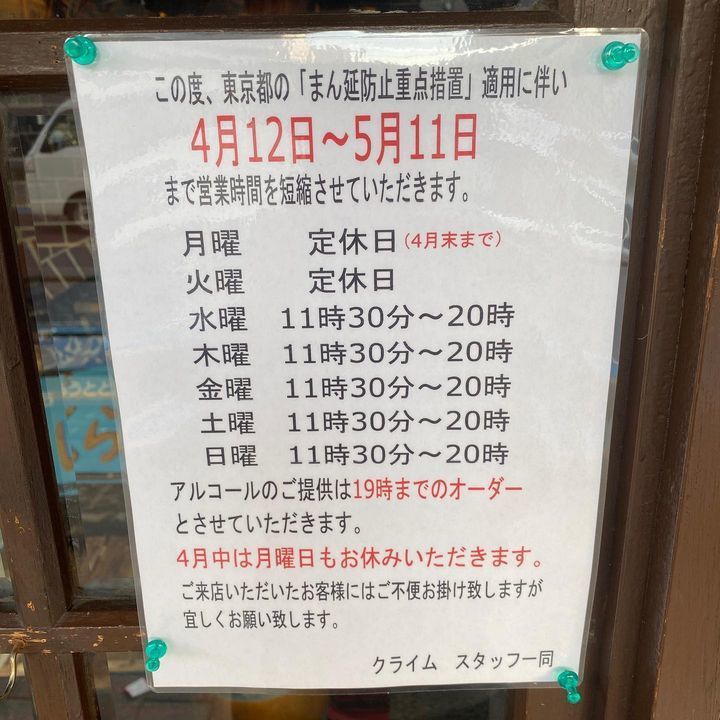 この度、東京都の「まん延防止重点措置」適用に伴い
4月12日〜5月11日
まで営業時間を短縮させていただきます。
月曜 定休日(4月末まで)
火曜 定休日
水曜 11時30分〜20時
木曜 11時30分〜20時
金曜 11時30分〜20時
土曜 11時30分〜20時
日曜 11時30分〜20時
アルコールのご提供は19時までのオーダー
とさせていただきます。
4月中は月曜日もお休みいただきます。
ご来店いただいたお客様にはご不便お掛け致しますが
宜しくお願い致します。
クライム スタッフ一同